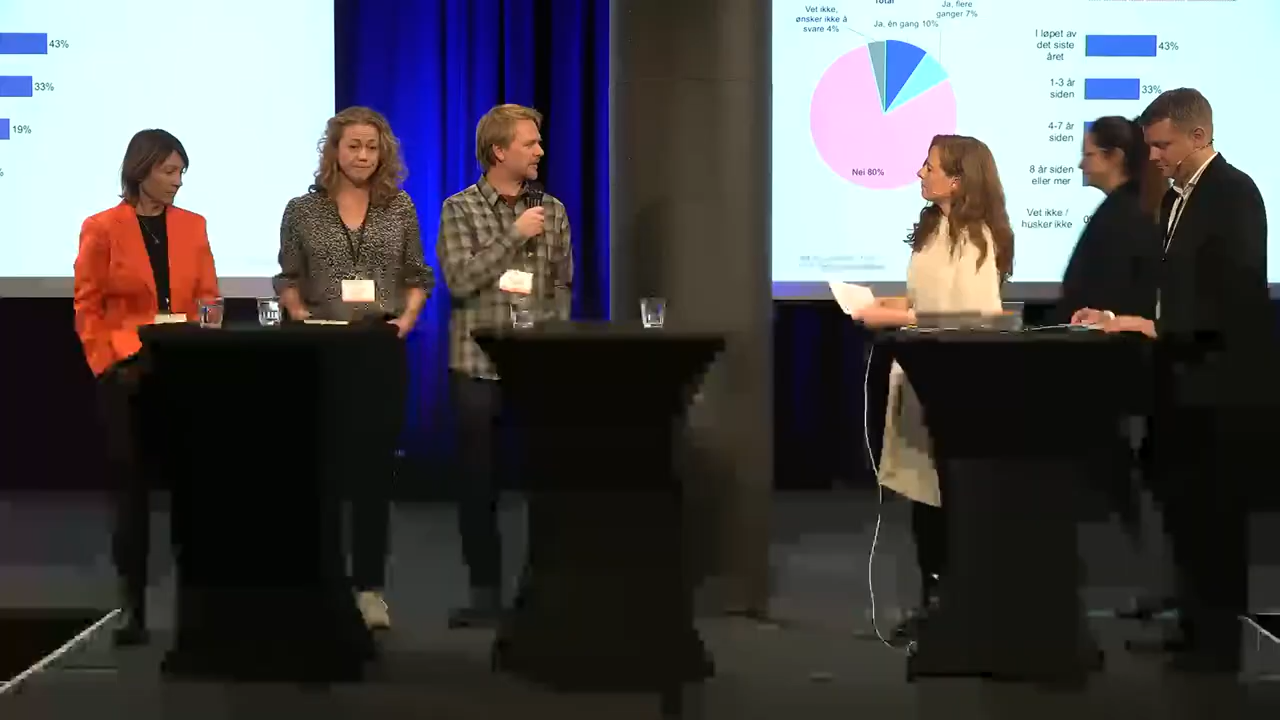 43%
33%
19%
%
Total
Vet ikke,
ønsker ikke å
svare 4%
Ja, én gang 10%
Ja, flere
ganger 7%
Nei 80%
I løpet av
det siste
året
43%
1-3 år
siden
33%
4-7 år
siden
8 år siden
eller mer
Vet ikke /
husker ikke